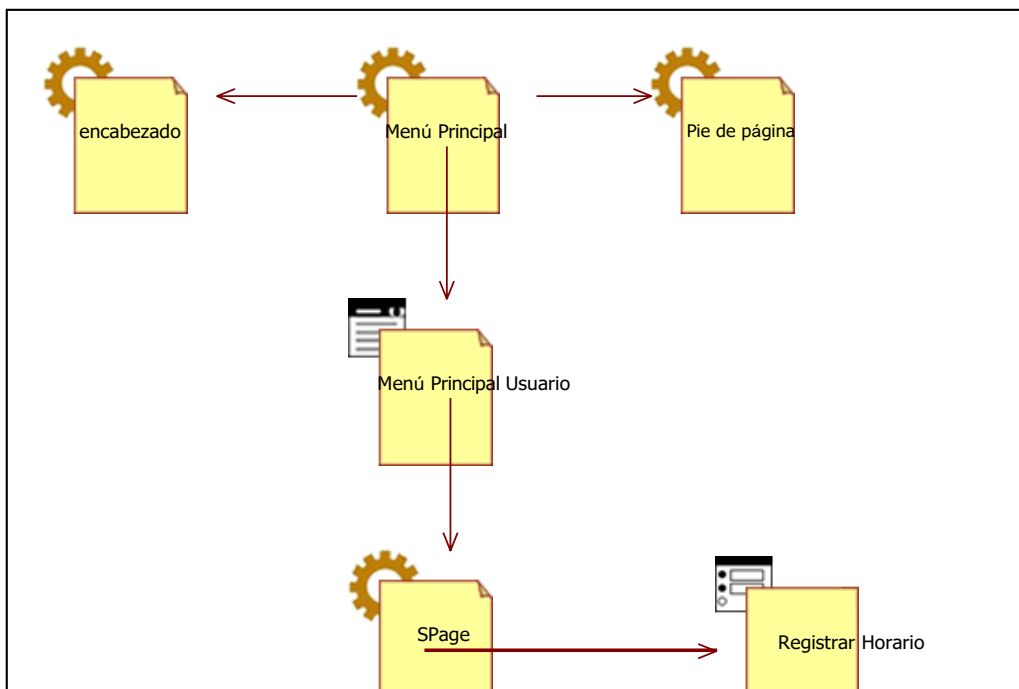 encabezado
Menú Principal
Pie de página
Menú Principal Usuario
SPage
Registrar Horario